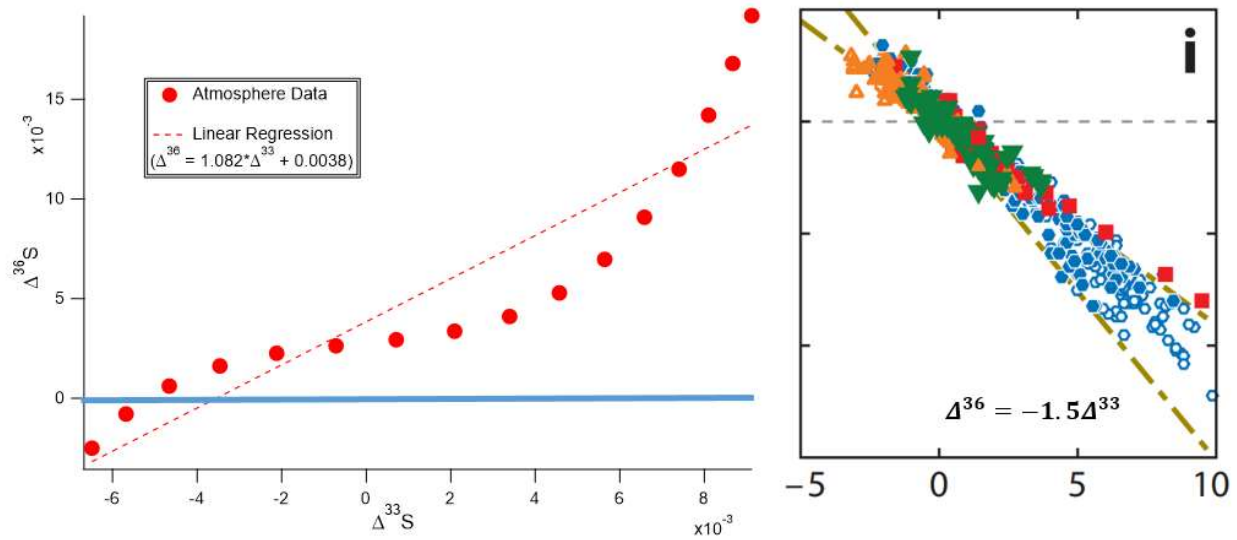 Atmosphere Data
Linear Regression
(Δ³⁶ = 1.082*Δ³³ + 0.0038)
15
x10⁻³
10
Δ³⁶S
5
0
-6
-4
-2
0
2
4
6
8
Δ³³S
x10⁻³
i
Δ³⁶ = −1.5Δ³³
−5
0
5
10